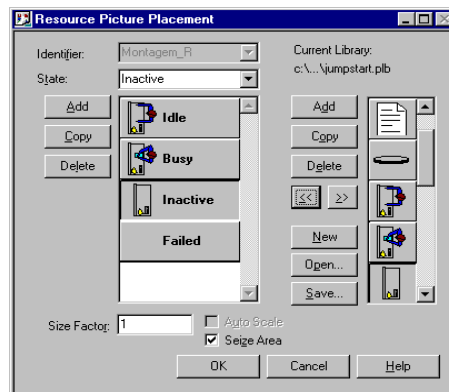 Resource Picture Placement
Identifier: Montagem_R
State: Inactive
Current Library:
c:\...\jumpstart.plb
Add
Copy
Delete
Idle
Busy
Inactive
Failed
Add
Copy
Delete
<< >>
New
Open...
Save...
Size Factor: 1
Auto Scale
Seize Area
OK Cancel Help